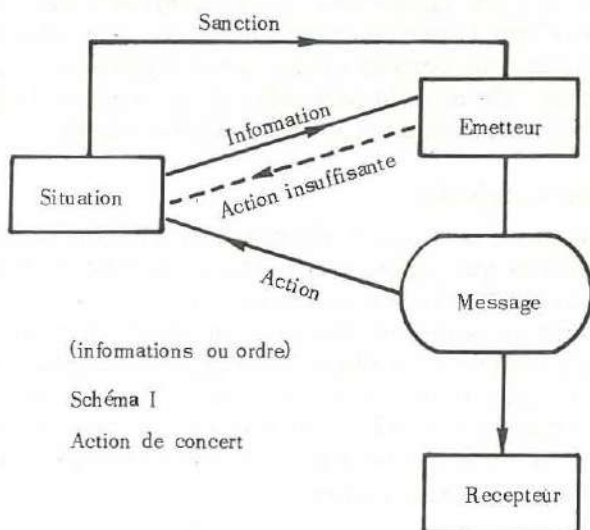 Sanction
Information
Emetteur
Situation
Action insuffisante
Action
Message
(informations ou ordre)
Schéma I
Action de concert
Recepteur